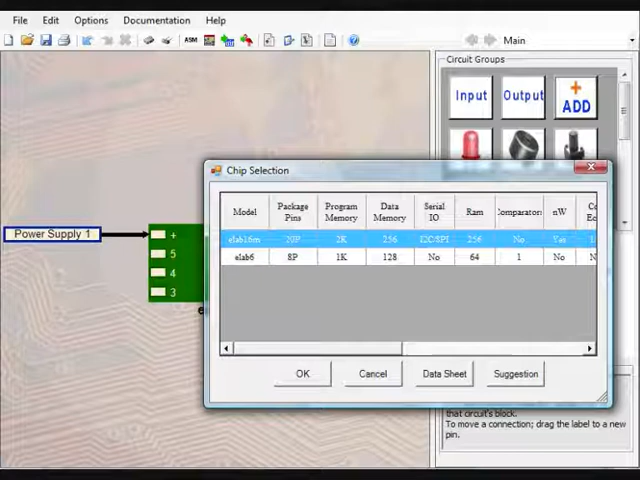 File Edit Options Documentation Help
ASM
Main
Circuit Groups
Input Output + ADD
Chip Selection
Model Package Pins Program Memory Data Memory Serial IO Ram Comparators nW
elab16m 20P 2K 256 I2C/SPI 256 No Yes
elab6 8P 1K 128 No 64 1 No
Power Supply 1
+
5
4
3
OK Cancel Data Sheet Suggestion
that circuit's block.
To move a connection; drag the label to a new
pin.